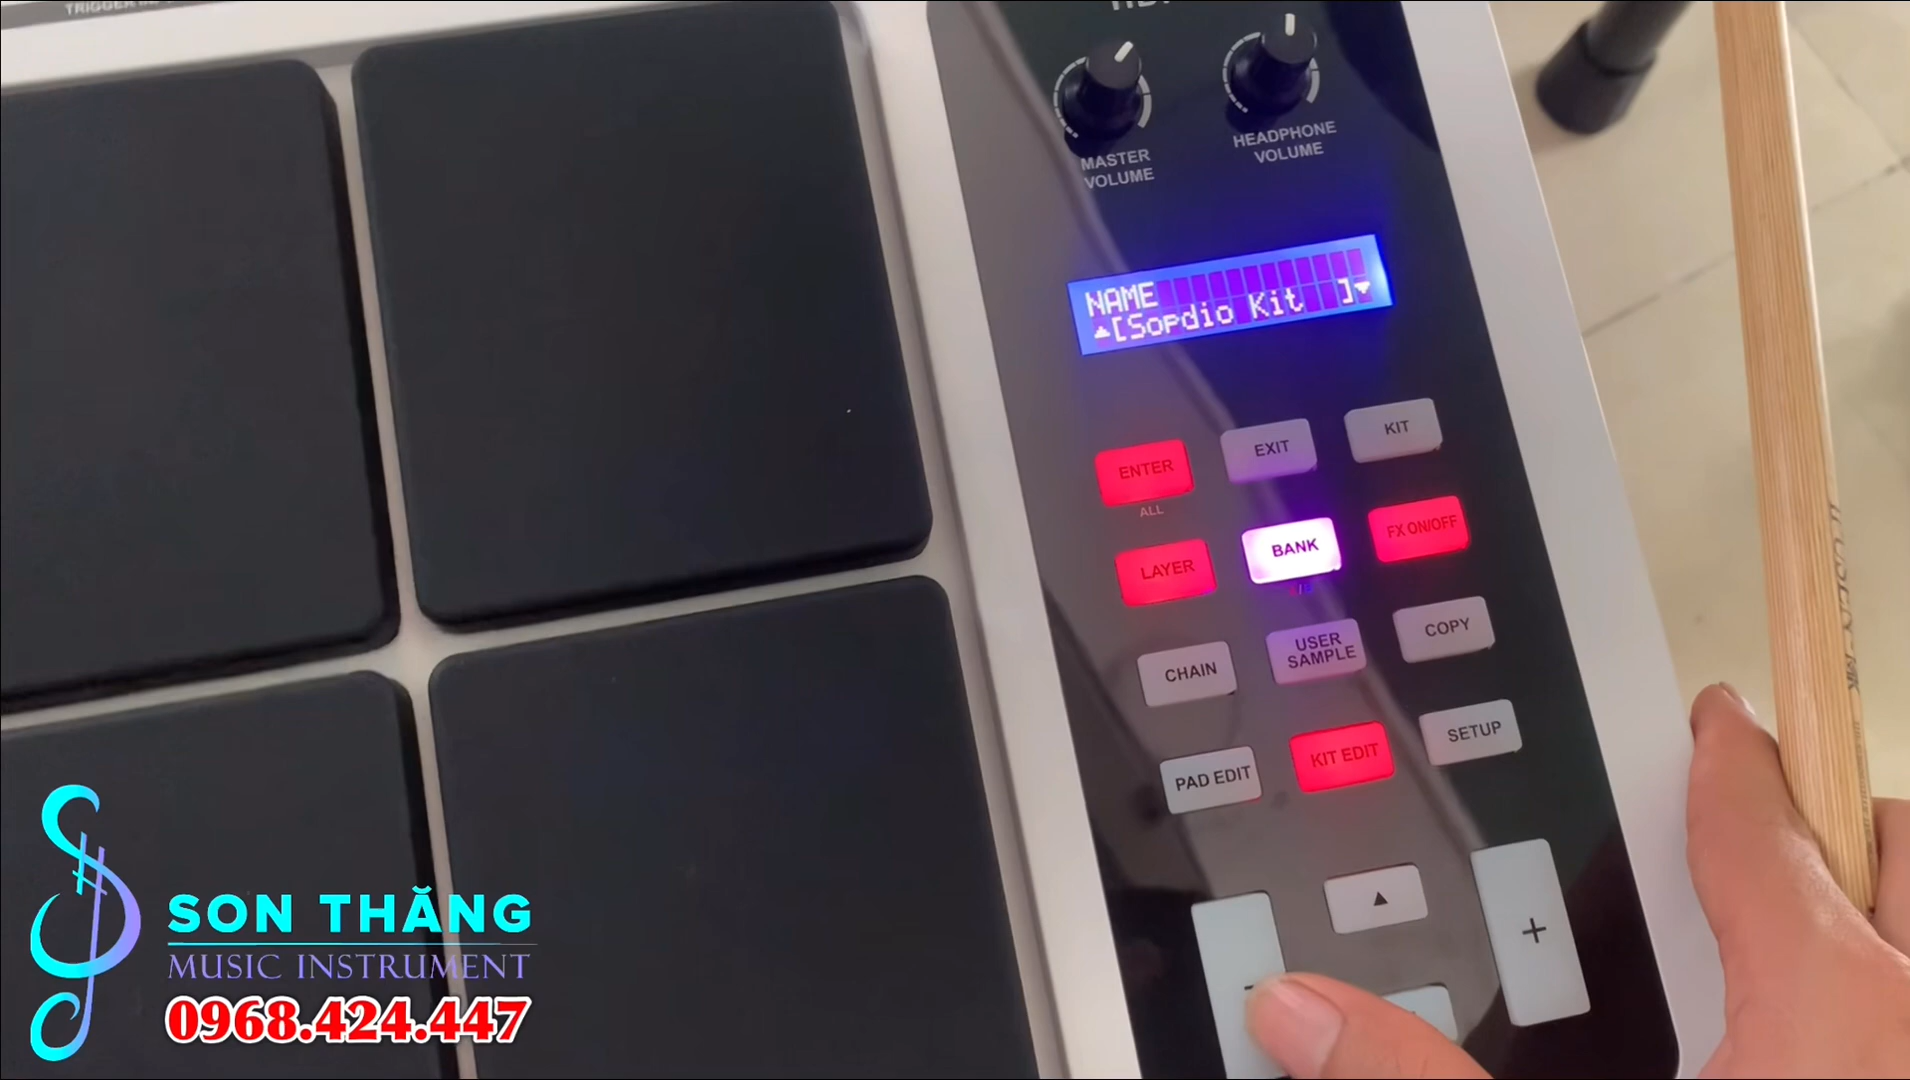 TRIGGER
MASTER
VOLUME
HEADPHONE
VOLUME
NAME
[Sopdio Kit ]
ENTER
EXIT
KIT
ALL
LAYER
BANK
FX ON/OFF
CHAIN
USER
SAMPLE
COPY
PAD EDIT
KIT EDIT
SETUP
▲
+
-
SON THĂNG
MUSIC INSTRUMENT
0968.424.447